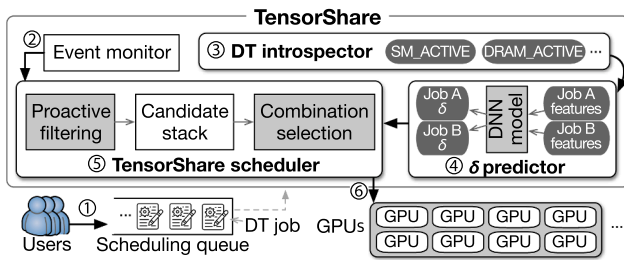 TensorShare
②
Event monitor
③ DT introspector
SM_ACTIVE
DRAM_ACTIVE
...
Proactive filtering
Candidate stack
Combination selection
⑤ TensorShare scheduler
Job A δ
Job B δ
DNN model
Job A features
Job B features
④ δ predictor
①
Users
...
Scheduling queue
DT job
⑥
GPUs
GPU GPU GPU GPU
GPU GPU GPU GPU
...